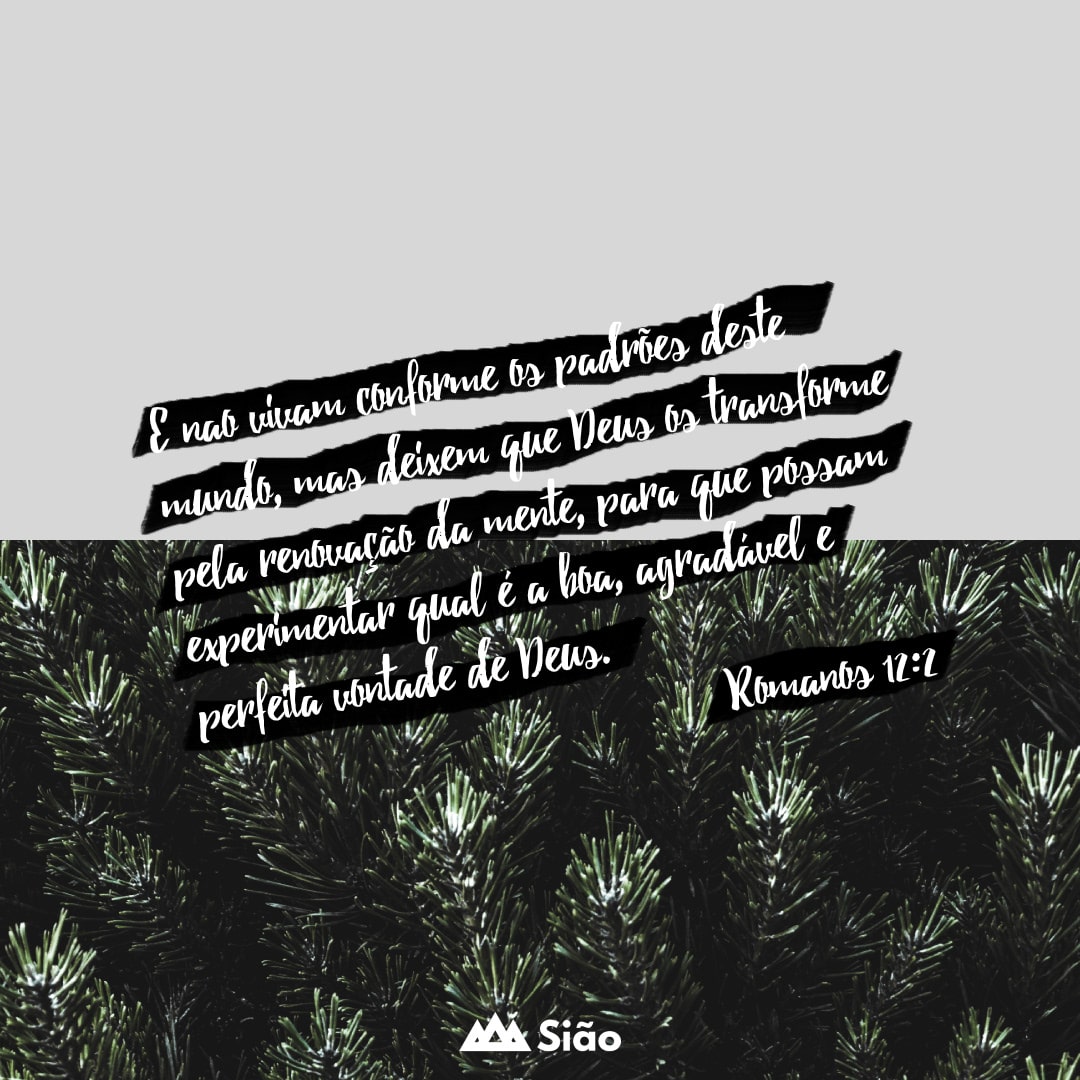 E nao vivam conforme os padrões deste
mundo, mas deixem que Deus os transforme
pela renovação da mente, para que possam
experimentar qual é a boa, agradável e
perfeita vontade de Deus.
Romanos 12:2
Sião